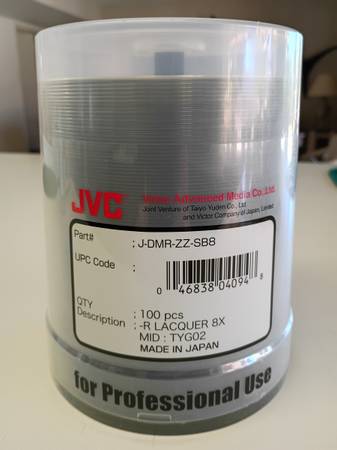 JVC
Victor Advanced Media Co., Ltd.
Joint Venture of Taiyo Yuden Co., Ltd.
and Victor Company of Japan, Limited
Part# : J-DMR-ZZ-SB8
UPC Code :
0 46838 04094 8
QTY : 100 pcs
Description : -R LACQUER 8X
MID : TYG02
MADE IN JAPAN
for Professional Use